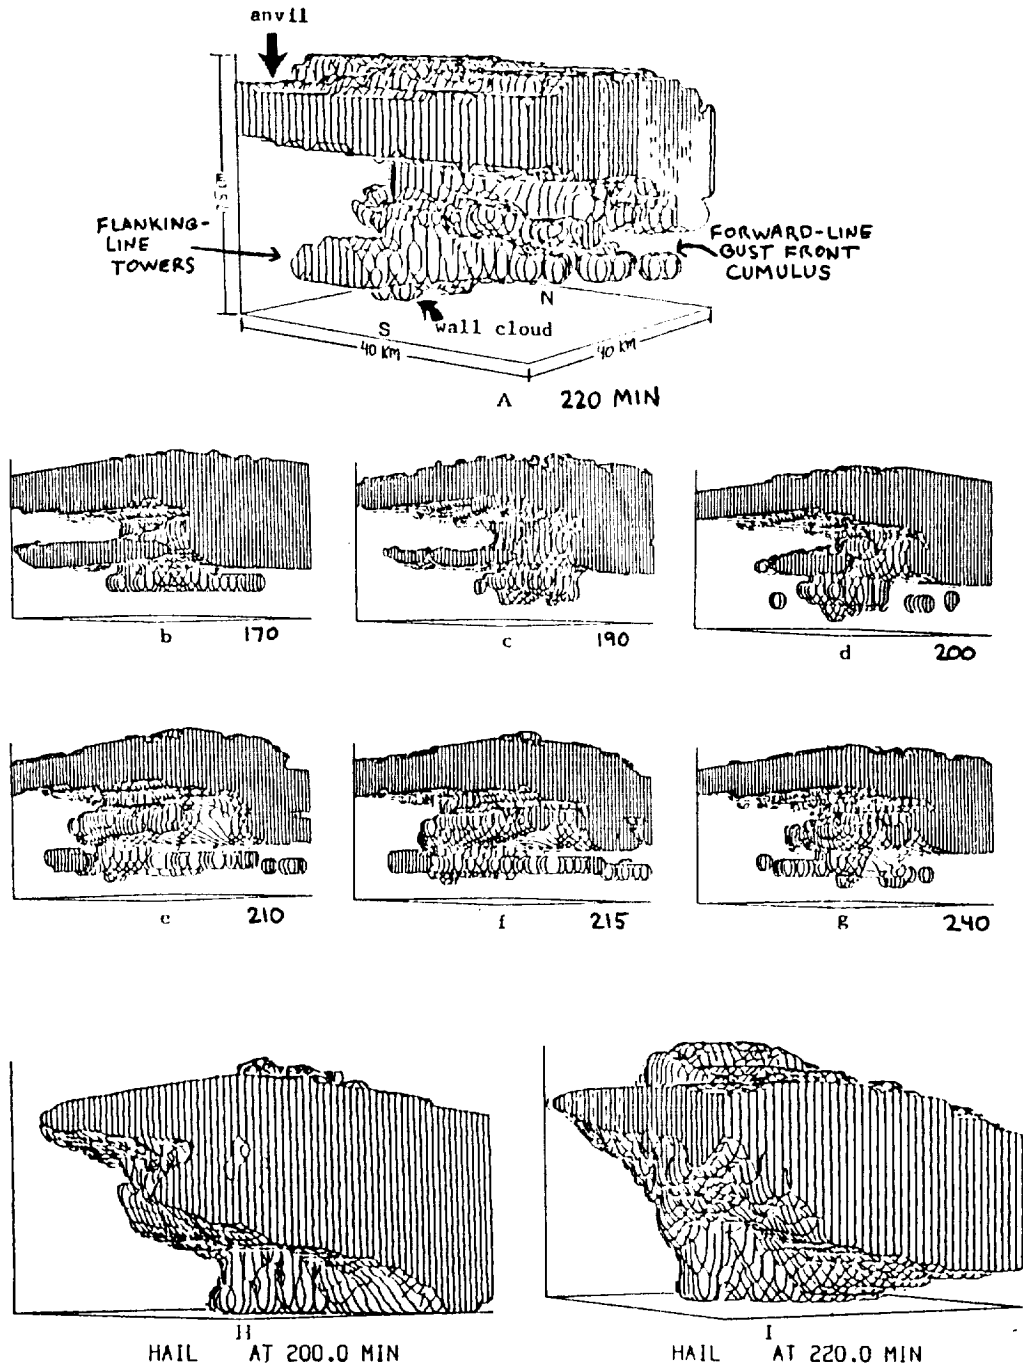 anvil
FLANKING-
LINE
TOWERS
FORWARD-LINE
GUST FRONT
CUMULUS
N
S
wall cloud
40 KM
40 KM
A 220 MIN
b 170
c 190
d 200
e 210
f 215
g 240
H
HAIL AT 200.0 MIN
I
HAIL AT 220.0 MIN